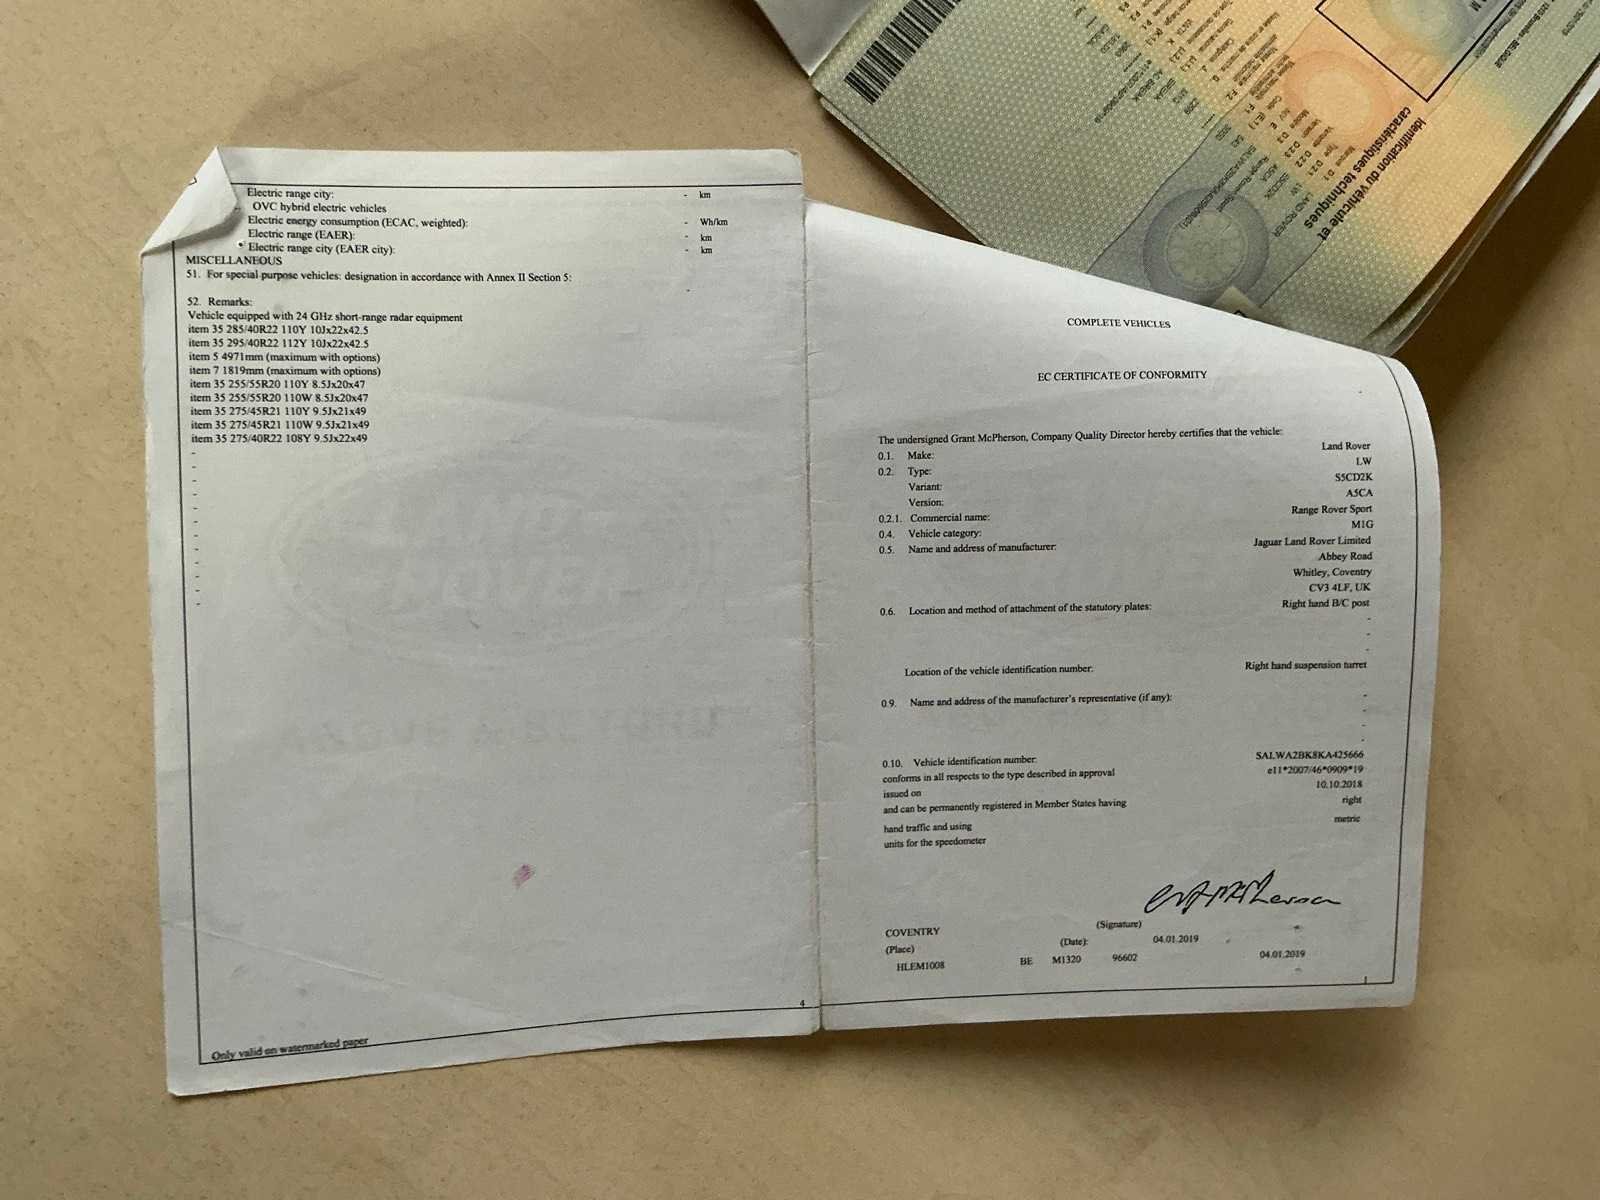 Electric range city: - km
OVC hybrid electric vehicles
Electric energy consumption (ECAC, weighted): - Wh/km
Electric range (EAER): - km
Electric range city (EAER city): - km
MISCELLANEOUS
51. For special purpose vehicles: designation in accordance with Annex II Section 5:
-
52. Remarks:
Vehicle equipped with 24 GHz short-range radar equipment
item 35 285/40R22 110Y 10Jx22x42.5
item 35 295/40R22 112Y 10Jx22x42.5
item 5 4971mm (maximum with options)
item 7 1819mm (maximum with options)
item 35 255/55R20 110Y 8.5Jx20x47
item 35 255/55R20 110W 8.5Jx20x47
item 35 275/45R21 110Y 9.5Jx21x49
item 35 275/45R21 110W 9.5Jx21x49
item 35 275/40R22 108Y 9.5Jx22x49
4
Only valid on watermarked paper
COMPLETE VEHICLES
EC CERTIFICATE OF CONFORMITY
The undersigned Grant McPherson, Company Quality Director hereby certifies that the vehicle:
0.1. Make: Land Rover
0.2. Type: LW
Variant: S5CD2K
Version: A5CA
0.2.1. Commercial name: Range Rover Sport
0.4. Vehicle category: M1G
0.5. Name and address of manufacturer: Jaguar Land Rover Limited
Abbey Road
Whitley, Coventry
CV3 4LF, UK
0.6. Location and method of attachment of the statutory plates: Right hand B/C post
Location of the vehicle identification number: Right hand suspension turret
0.9. Name and address of the manufacturer's representative (if any): -
0.10. Vehicle identification number: SALWA2BK8KA425666
conforms in all respects to the type described in approval e11*2007/46*0909*19
issued on 10.10.2018
and can be permanently registered in Member States having right
hand traffic and using metric
units for the speedometer
(Signature)
COVENTRY (Date): 04.01.2019
(Place)
HLEM1008 BE M1320 96602 04.01.2019
1
Identification du véhicule et
caractéristiques techniques
LAND ROVER
LW
S5CD2K
A5CA
Range Rover Sport